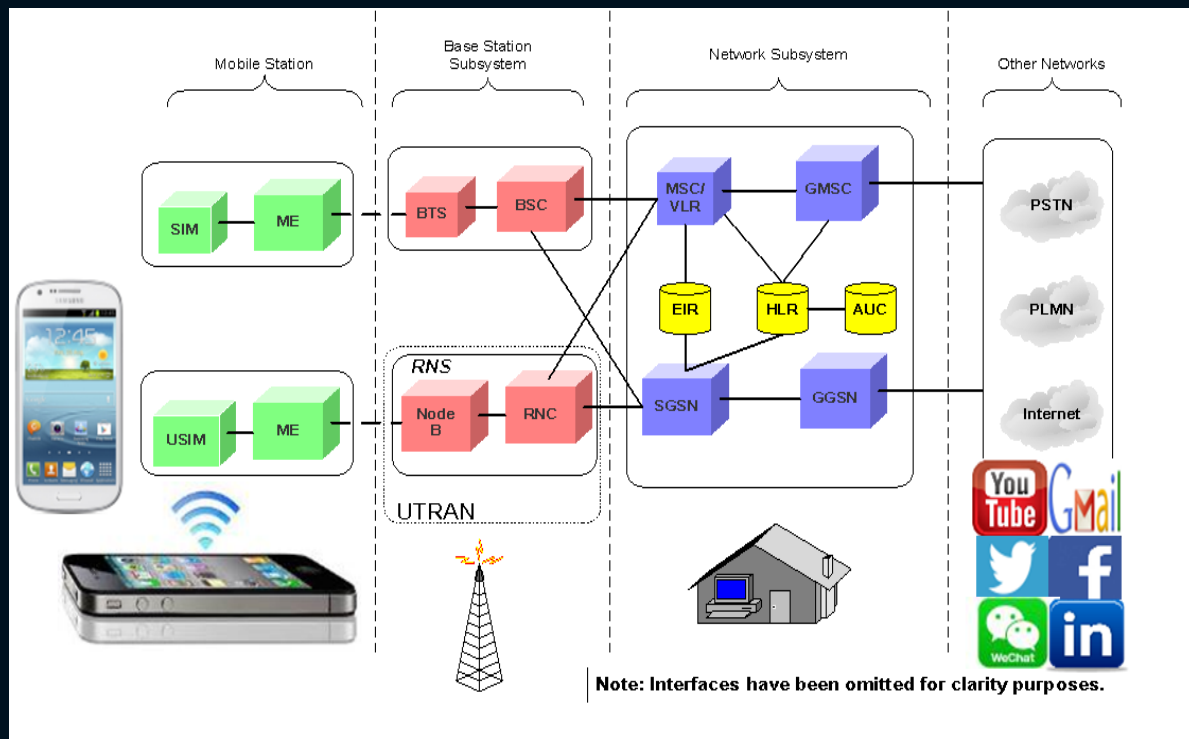 Mobile Station
Base Station
Subsystem
Network Subsystem
Other Networks
SIM
ME
BTS
BSC
MSC/
VLR
GMSC
PSTN
EIR
HLR
AUC
PLMN
12:45
RNS
USIM
ME
Node
B
RNC
SGSN
GGSN
Internet
UTRAN
You
Tube
GMail
WeChat
in
Note: Interfaces have been omitted for clarity purposes.